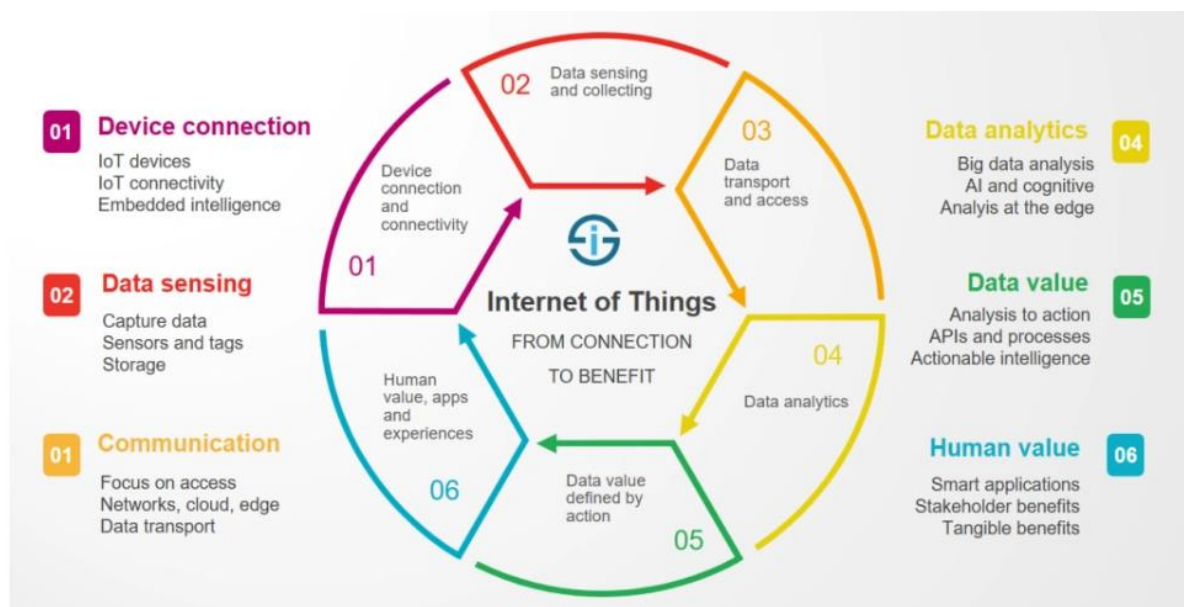 01 Device connection
IoT devices
IoT connectivity
Embedded intelligence
02 Data sensing
Capture data
Sensors and tags
Storage
01 Communication
Focus on access
Networks, cloud, edge
Data transport
Device
connection
and
connectivity
01
02
Data sensing
and collecting
03
Data
transport
and access
04
Data analytics
Data value
defined by
action
05
Human
value, apps
and
experiences
06
Internet of Things
FROM CONNECTION
TO BENEFIT
Data analytics 04
Big data analysis
AI and cognitive
Analyis at the edge
Data value 05
Analysis to action
APIs and processes
Actionable intelligence
Human value 06
Smart applications
Stakeholder benefits
Tangible benefits